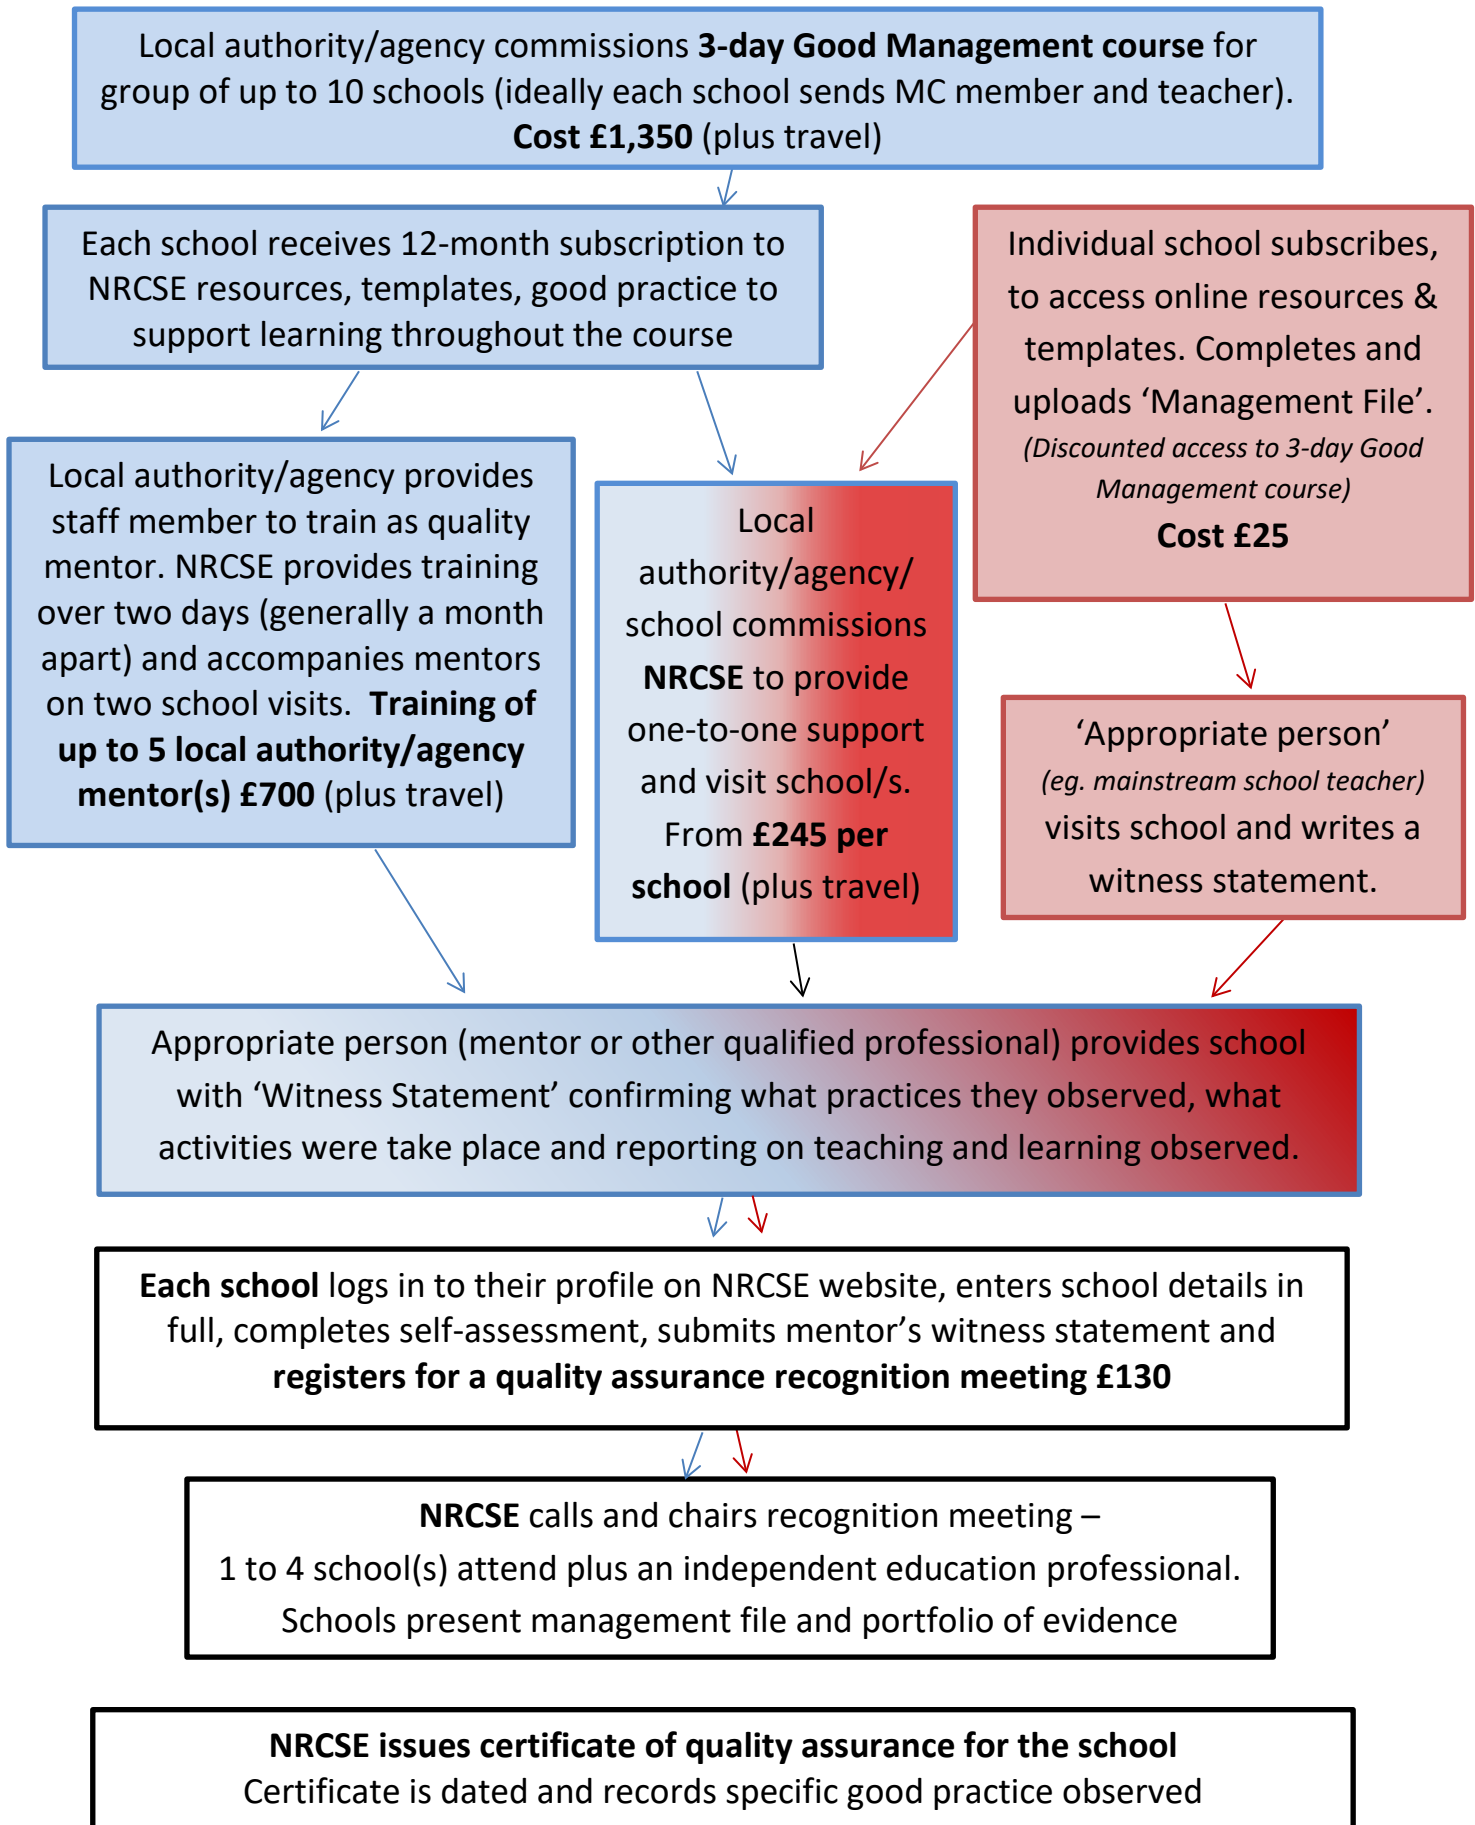 Local authority/agency commissions 3-day Good Management course for
group of up to 10 schools (ideally each school sends MC member and teacher).
Cost £1,350 (plus travel)
Each school receives 12-month subscription to
NRCSE resources, templates, good practice to
support learning throughout the course
Individual school subscribes,
to access online resources &
templates. Completes and
uploads ‘Management File’.
(Discounted access to 3-day Good
Management course)
Cost £25
Local authority/agency provides
staff member to train as quality
mentor. NRCSE provides training
over two days (generally a month
apart) and accompanies mentors
on two school visits. Training of
up to 5 local authority/agency
mentor(s) £700 (plus travel)
Local
authority/agency/
school commissions
NRCSE to provide
one-to-one support
and visit school/s.
From £245 per
school (plus travel)
‘Appropriate person’
(eg. mainstream school teacher)
visits school and writes a
witness statement.
Appropriate person (mentor or other qualified professional) provides school
with ‘Witness Statement’ confirming what practices they observed, what
activities were take place and reporting on teaching and learning observed.
Each school logs in to their profile on NRCSE website, enters school details in
full, completes self-assessment, submits mentor’s witness statement and
registers for a quality assurance recognition meeting £130
NRCSE calls and chairs recognition meeting –
1 to 4 school(s) attend plus an independent education professional.
Schools present management file and portfolio of evidence
NRCSE issues certificate of quality assurance for the school
Certificate is dated and records specific good practice observed